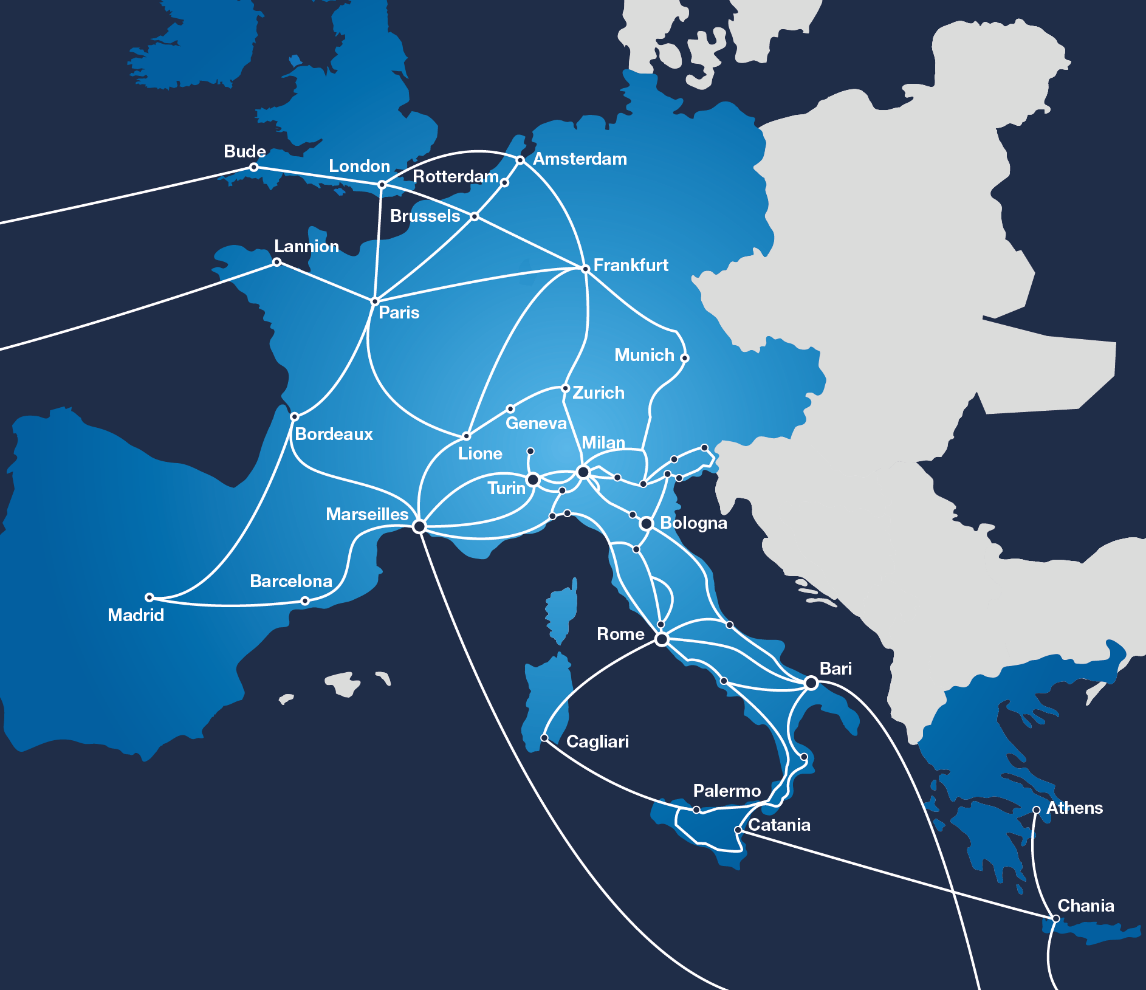 Bude
London
Amsterdam
Rotterdam
Brussels
Lannion
Frankfurt
Paris
Munich
Zurich
Geneva
Bordeaux
Milan
Lione
Turin
Marseilles
Bologna
Barcelona
Madrid
Rome
Bari
Cagliari
Palermo
Athens
Catania
Chania